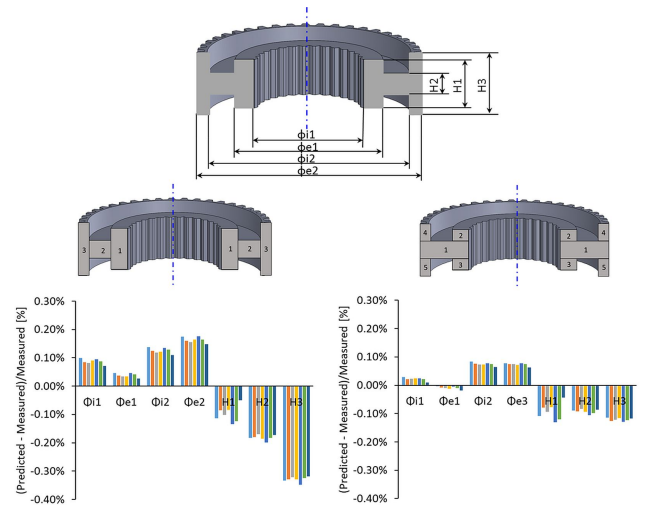 H2
H1
H3
ϕi1
ϕe1
ϕi2
ϕe2
3 2 1 1 2 3
4 2 2 4
1 1
5 3 3 5
(Predicted - Measured)/Measured [%]
0.30%
0.20%
0.10%
0.00%
-0.10%
-0.20%
-0.30%
-0.40%
Φi1 Φe1 Φi2 Φe2 H1 H2 H3
(Predicted - Measured)/Measured [%]
0.30%
0.20%
0.10%
0.00%
-0.10%
-0.20%
-0.30%
-0.40%
Φi1 Φe1 Φi2 Φe3 H1 H2 H3